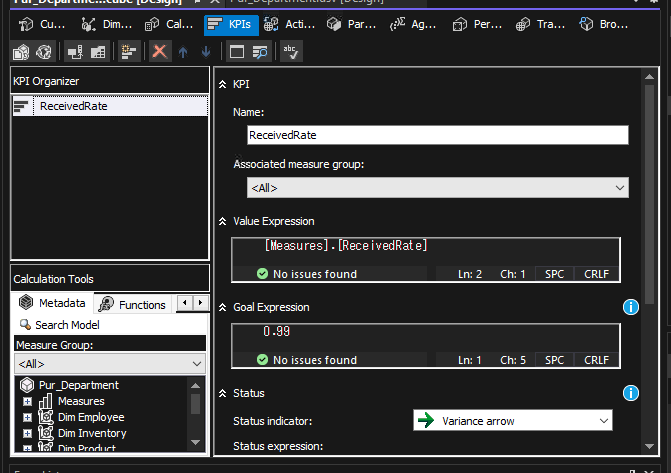 Pur_Departme...cube [Design]
Cu...
Dim...
Cal...
KPIs
Acti...
Par...
Ag...
Per...
Tra...
Bro...
abc
KPI Organizer
ReceivedRate
KPI
Name:
ReceivedRate
Associated measure group:
<All>
Value Expression
[Measures].[ReceivedRate]
No issues found
Ln: 2
Ch: 1
SPC
CRLF
Goal Expression
0.99
No issues found
Ln: 1
Ch: 5
SPC
CRLF
Status
Status indicator:
Variance arrow
Status expression:
Calculation Tools
Metadata
Functions
Search Model
Measure Group:
<All>
Pur_Department
Measures
Dim Employee
Dim Inventory
Dim Product